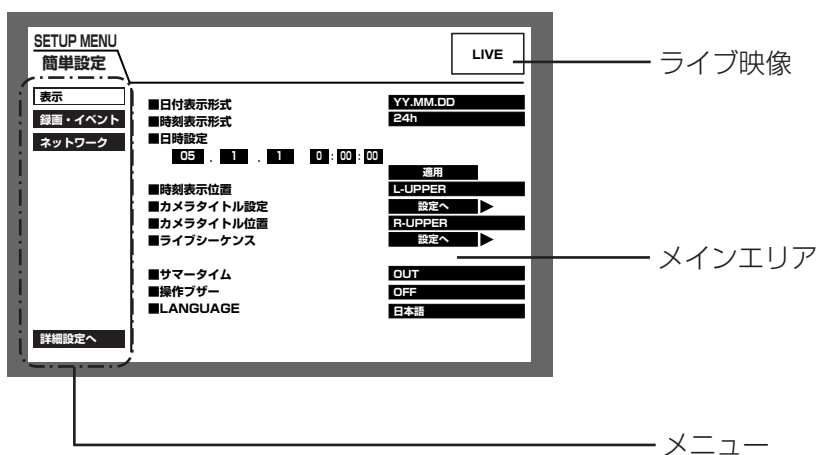 SETUP MENU
簡単設定
LIVE
ライブ映像
表示
録画・イベント
ネットワーク
■日付表示形式 YY.MM.DD
■時刻表示形式 24h
■日時設定
05 . 1 . 1 0 : 00 : 00
適用
■時刻表示位置 L-UPPER
■カメラタイトル設定 設定へ ▶
■カメラタイトル位置 R-UPPER
■ライブシーケンス 設定へ ▶
メインエリア
■サマータイム OUT
■操作ブザー OFF
■LANGUAGE 日本語
詳細設定へ
メニュー